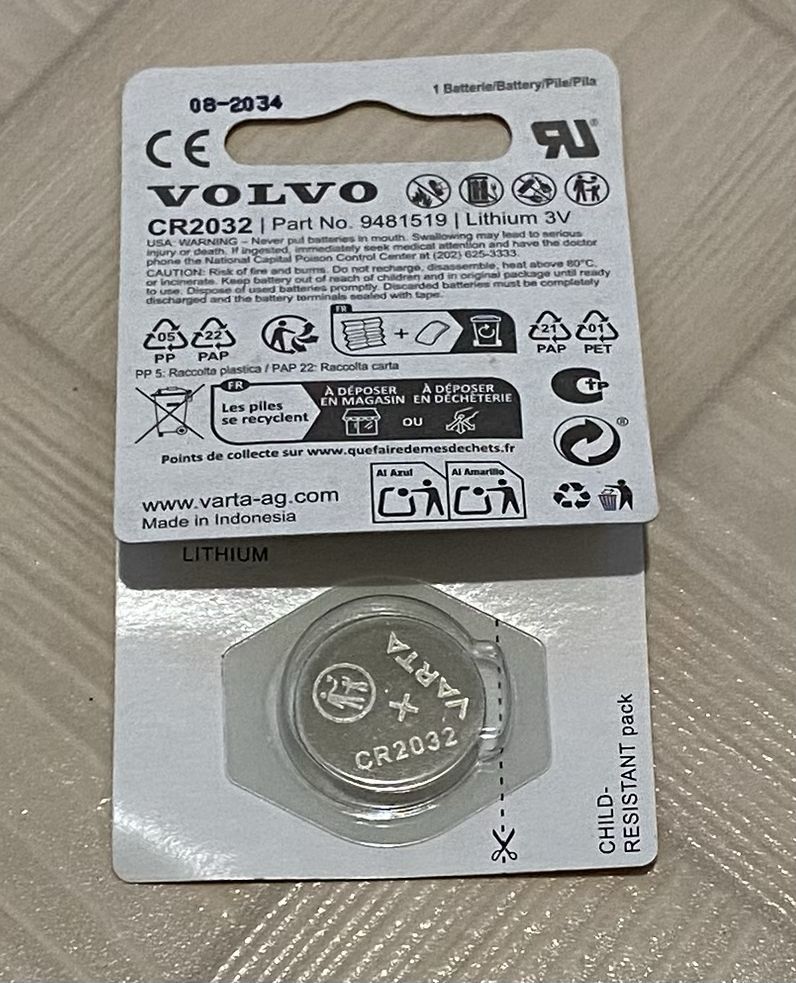 08-2034
1 Batterie/Battery/Pile/Pila
CE
VOLVO
CR2032 | Part No. 9481519 | Lithium 3V
USA: WARNING – Never put batteries in mouth. Swallowing may lead to serious
injury or death. If ingested, immediately seek medical attention and have the doctor
phone the National Capital Poison Control Center at (202) 625-3333.
CAUTION: Risk of fire and burns. Do not recharge, disassemble, heat above 80°C,
or incinerate. Keep battery out of reach of children and in original package until ready
to use. Dispose of used batteries promptly. Discarded batteries must be completely
discharged and the battery terminals sealed with tape.
FR
05 22 + 21 01
PP PAP PAP PET
PP 5: Raccolta plastica / PAP 22: Raccolta carta
FR
Les piles
se recyclent
À DÉPOSER
EN MAGASIN
OU
À DÉPOSER
EN DÉCHÈTERIE
Points de collecte sur www.quefairedemesdechets.fr
Al Azul
Al Amarillo
www.varta-ag.com
Made in Indonesia
LITHIUM
VARTA
+
CR2032
CHILD-
RESISTANT pack